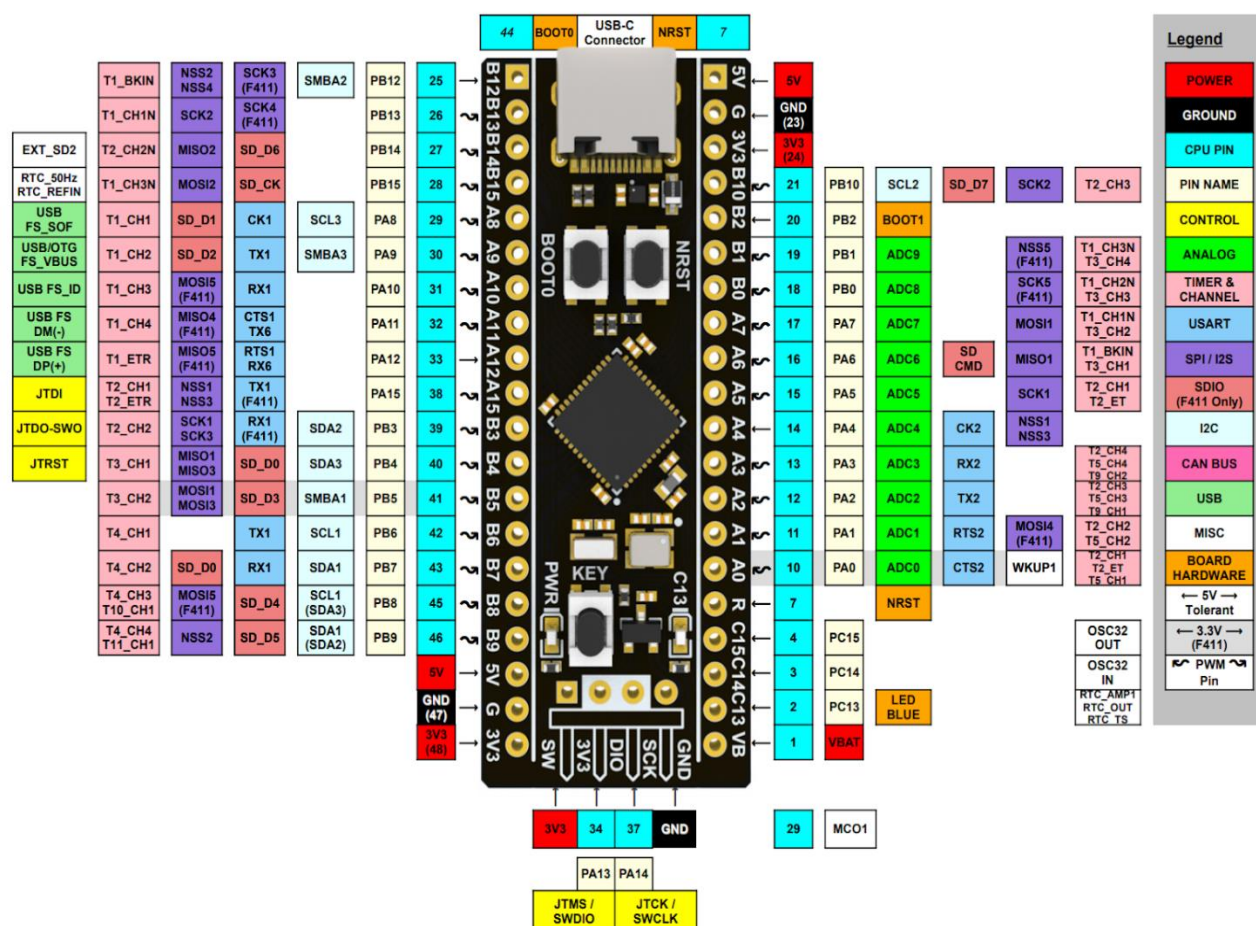 44 BOOT0 USB-C Connector NRST 7
T1_BKIN NSS2 NSS4 SCK3 (F411) SMBA2 PB12 25 B12
T1_CH1N SCK2 SCK4 (F411) PB13 26 B13
EXT_SD2 T2_CH2N MISO2 SD_D6 PB14 27 B14
RTC_50Hz RTC_REFIN T1_CH3N MOSI2 SD_CK PB15 28 B15
USB FS_SOF T1_CH1 SD_D1 CK1 SCL3 PA8 29 A8
USB/OTG FS_VBUS T1_CH2 SD_D2 TX1 SMBA3 PA9 30 A9
USB FS_ID T1_CH3 MOSI5 (F411) RX1 PA10 31 A10
USB FS DM(-) T1_CH4 MISO4 (F411) CTS1 TX6 PA11 32 A11
USB FS DP(+) T1_ETR MISO5 (F411) RTS1 RX6 PA12 33 A12
JTDI T2_CH1 T2_ETR NSS1 NSS3 TX1 (F411) PA15 38 A15
JTDO-SWO T2_CH2 SCK1 SCK3 RX1 (F411) SDA2 PB3 39 B3
JTRST T3_CH1 MISO1 MISO3 SD_D0 SDA3 PB4 40 B4
T3_CH2 MOSI1 MOSI3 SD_D3 SMBA1 PB5 41 B5
T4_CH1 TX1 SCL1 PB6 42 B6
T4_CH2 SD_D0 RX1 SDA1 PB7 43 B7
T4_CH3 T10_CH1 MOSI5 (F411) SD_D4 SCL1 (SDA3) PB8 45 B8
T4_CH4 T11_CH1 NSS2 SD_D5 SDA1 (SDA2) PB9 46 B9
5V 5V
GND (47) G
3V3 (48) 3V3
BOOT0 NRST
KEY
PWR C13
SW 3V3 DIO SCK GND
5V 5V
G GND (23)
3V3 3V3 (24)
B10 21 PB10 SCL2 SD_D7 SCK2 T2_CH3
B2 20 PB2 BOOT1
B1 19 PB1 ADC9 NSS5 (F411) T1_CH3N T3_CH4
B0 18 PB0 ADC8 SCK5 (F411) T1_CH2N T3_CH3
A7 17 PA7 ADC7 MOSI1 T1_CH1N T3_CH2
A6 16 PA6 ADC6 SD CMD MISO1 T1_BKIN T3_CH1
A5 15 PA5 ADC5 SCK1 T2_CH1 T2_ET
A4 14 PA4 ADC4 CK2 NSS1 NSS3
A3 13 PA3 ADC3 RX2 T2_CH4 T5_CH4 T9_CH2
A2 12 PA2 ADC2 TX2 T2_CH3 T5_CH3 T9_CH1
A1 11 PA1 ADC1 RTS2 MOSI4 (F411) T2_CH2 T5_CH2
A0 10 PA0 ADC0 CTS2 WKUP1 T2_CH1 T2_ET T5_CH1
R 7 NRST
C15 4 PC15 OSC32 OUT
C14 3 PC14 OSC32 IN
C13 2 PC13 LED BLUE RTC_AMP1 RTC_OUT RTC_TS
VB 1 VBAT
3V3 34 37 GND 29 MCO1
PA13 PA14
JTMS / SWDIO JTCK / SWCLK
Legend
POWER
GROUND
CPU PIN
PIN NAME
CONTROL
ANALOG
TIMER & CHANNEL
USART
SPI / I2S
SDIO (F411 Only)
I2C
CAN BUS
USB
MISC
BOARD HARDWARE
← 5V → Tolerant
← 3.3V → (F411)
PWM Pin